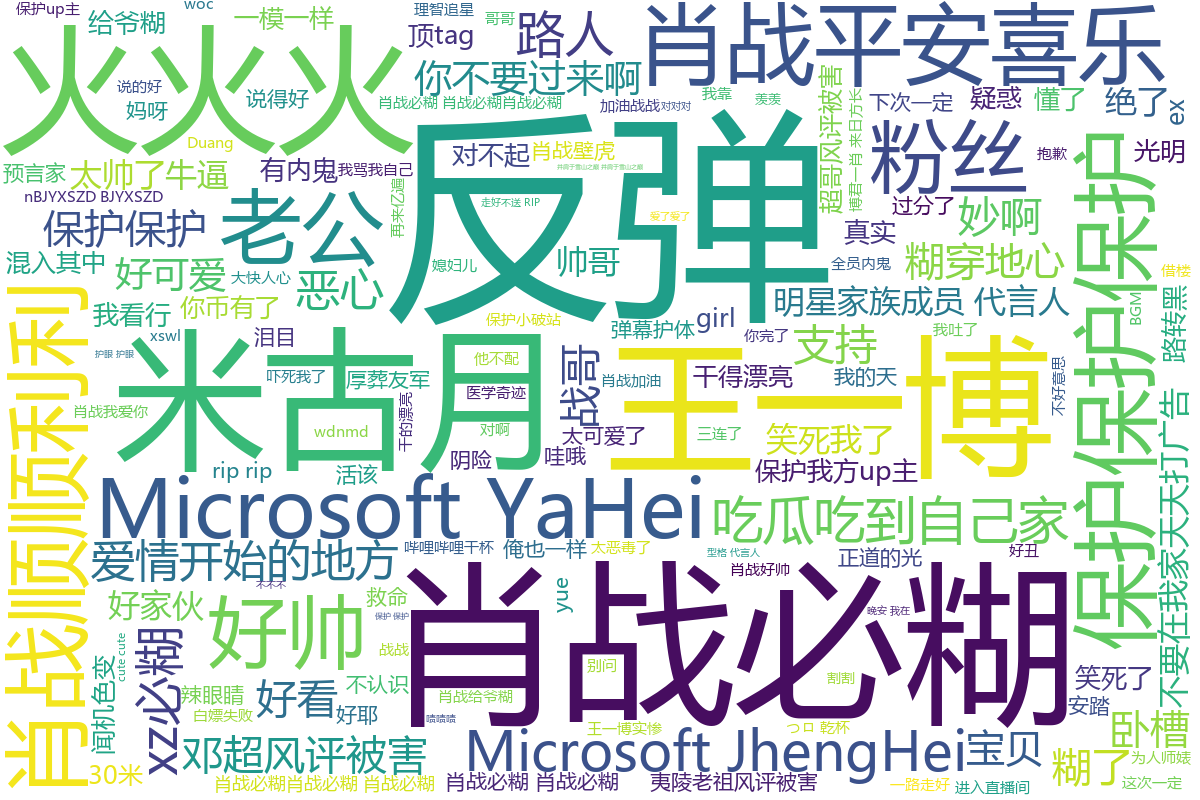 保护up主
woc
给爷糊
一模一样
理智追星
哥哥
顶tag
路人
肖战平安喜乐
火火火
说的好
妈呀
说得好
你不要过来啊
肖战必糊 肖战必糊肖战必糊
加油战战
对对对
我靠
羡羡
超哥风评被害
博君一肖 来日方长
下次一定
疑惑
懂了
绝了
ex
Duang
反弹
对不起
肖战壁虎
粉丝
抱歉
光明
预言家
太帅了牛逼
有内鬼
我骂我自己
nBJYXSZD BJYXSZD
再来亿遍
走好不送 RIP
爱了爱了
过分了
妙啊
保护保护
老公
真实
混入其中
好可爱
大快人心
恶心
媳妇儿
帅哥
全员内鬼
糊穿地心
借楼
肖战顺顺利利
我看行
你币有了
保护小破站
弹幕护体
girl
明星家族成员 代言人
BGM
路转黑
xswl
泪目
你完了
支持
我吐了
护眼 护眼
米古月
他不配
战哥
王一博
吓死我了
厚葬友军
医学奇迹
肖战加油
干得漂亮
我的天
不好意思
肖战我爱你
干的漂亮
wdnmd
对啊
太可爱了
三连了
笑死我了
保护保护保护
不要在我家天天打广告
rip rip
活该
阴险
哇哦
保护我方up主
Microsoft YaHei
吃瓜吃到自己家
爱情开始的地方
哔哩哔哩干杯
俺也一样
太恶毒了
型格 代言人
正道的光
好丑
不不不
肖战好帅
好家伙
好帅
救命
保护 保护
yue
肖战必糊
晚安 我在
cute cute
xz必糊
战战
闻机色变
辣眼睛
好看
不认识
别问
割割
笑死了
白嫖失败
好耶
肖战给爷糊
安踏
嘻嘻嘻
王一博实惨
つロ 乾杯
卧槽
邓超风评被害
Microsoft JhengHei
宝贝
糊了
为人师婊
30米
肖战必糊肖战必糊 肖战必糊
肖战必糊 肖战必糊
夷陵老祖风评被害
一路走好
进入直播间
这次一定